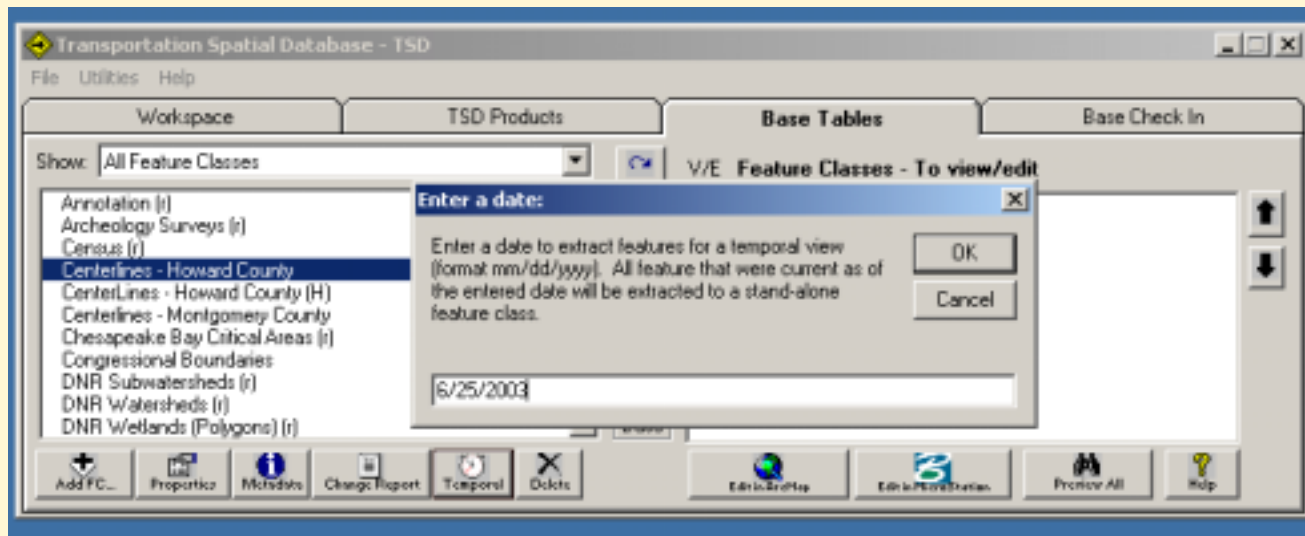 Transportation Spatial Database - TSD
File Utilities Help
Workspace TSD Products Base Tables Base Check In
Show: All Feature Classes
V/E Feature Classes - To view/edit
Annotation (r)
Archeology Surveys (r)
Census (r)
Centerlines - Howard County
CenterLines - Howard County (H)
Centerlines - Montgomery County
Chesapeake Bay Critical Areas (r)
Congressional Boundaries
DNR Subwatersheds (r)
DNR Watersheds (r)
DNR Wetlands (Polygons) (r)
Enter a date:
Enter a date to extract features for a temporal view
(format mm/dd/yyyy). All feature that were current as of
the entered date will be extracted to a stand-alone
feature class.
OK
Cancel
6/25/2003
Add FC... Properties Metadata Change Report Temporal Delete Edit in ArcMap Edit in MicroStation Preview All Help